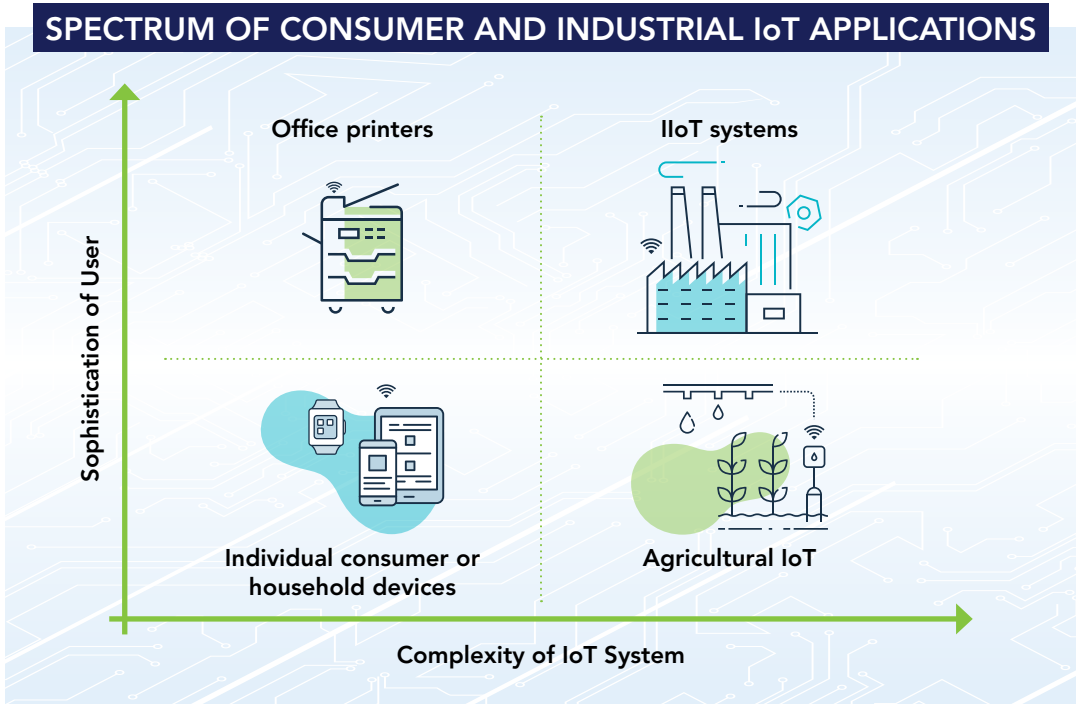 SPECTRUM OF CONSUMER AND INDUSTRIAL IoT APPLICATIONS
Office printers
IIoT systems
Sophistication of User
Individual consumer or
household devices
Agricultural IoT
Complexity of IoT System